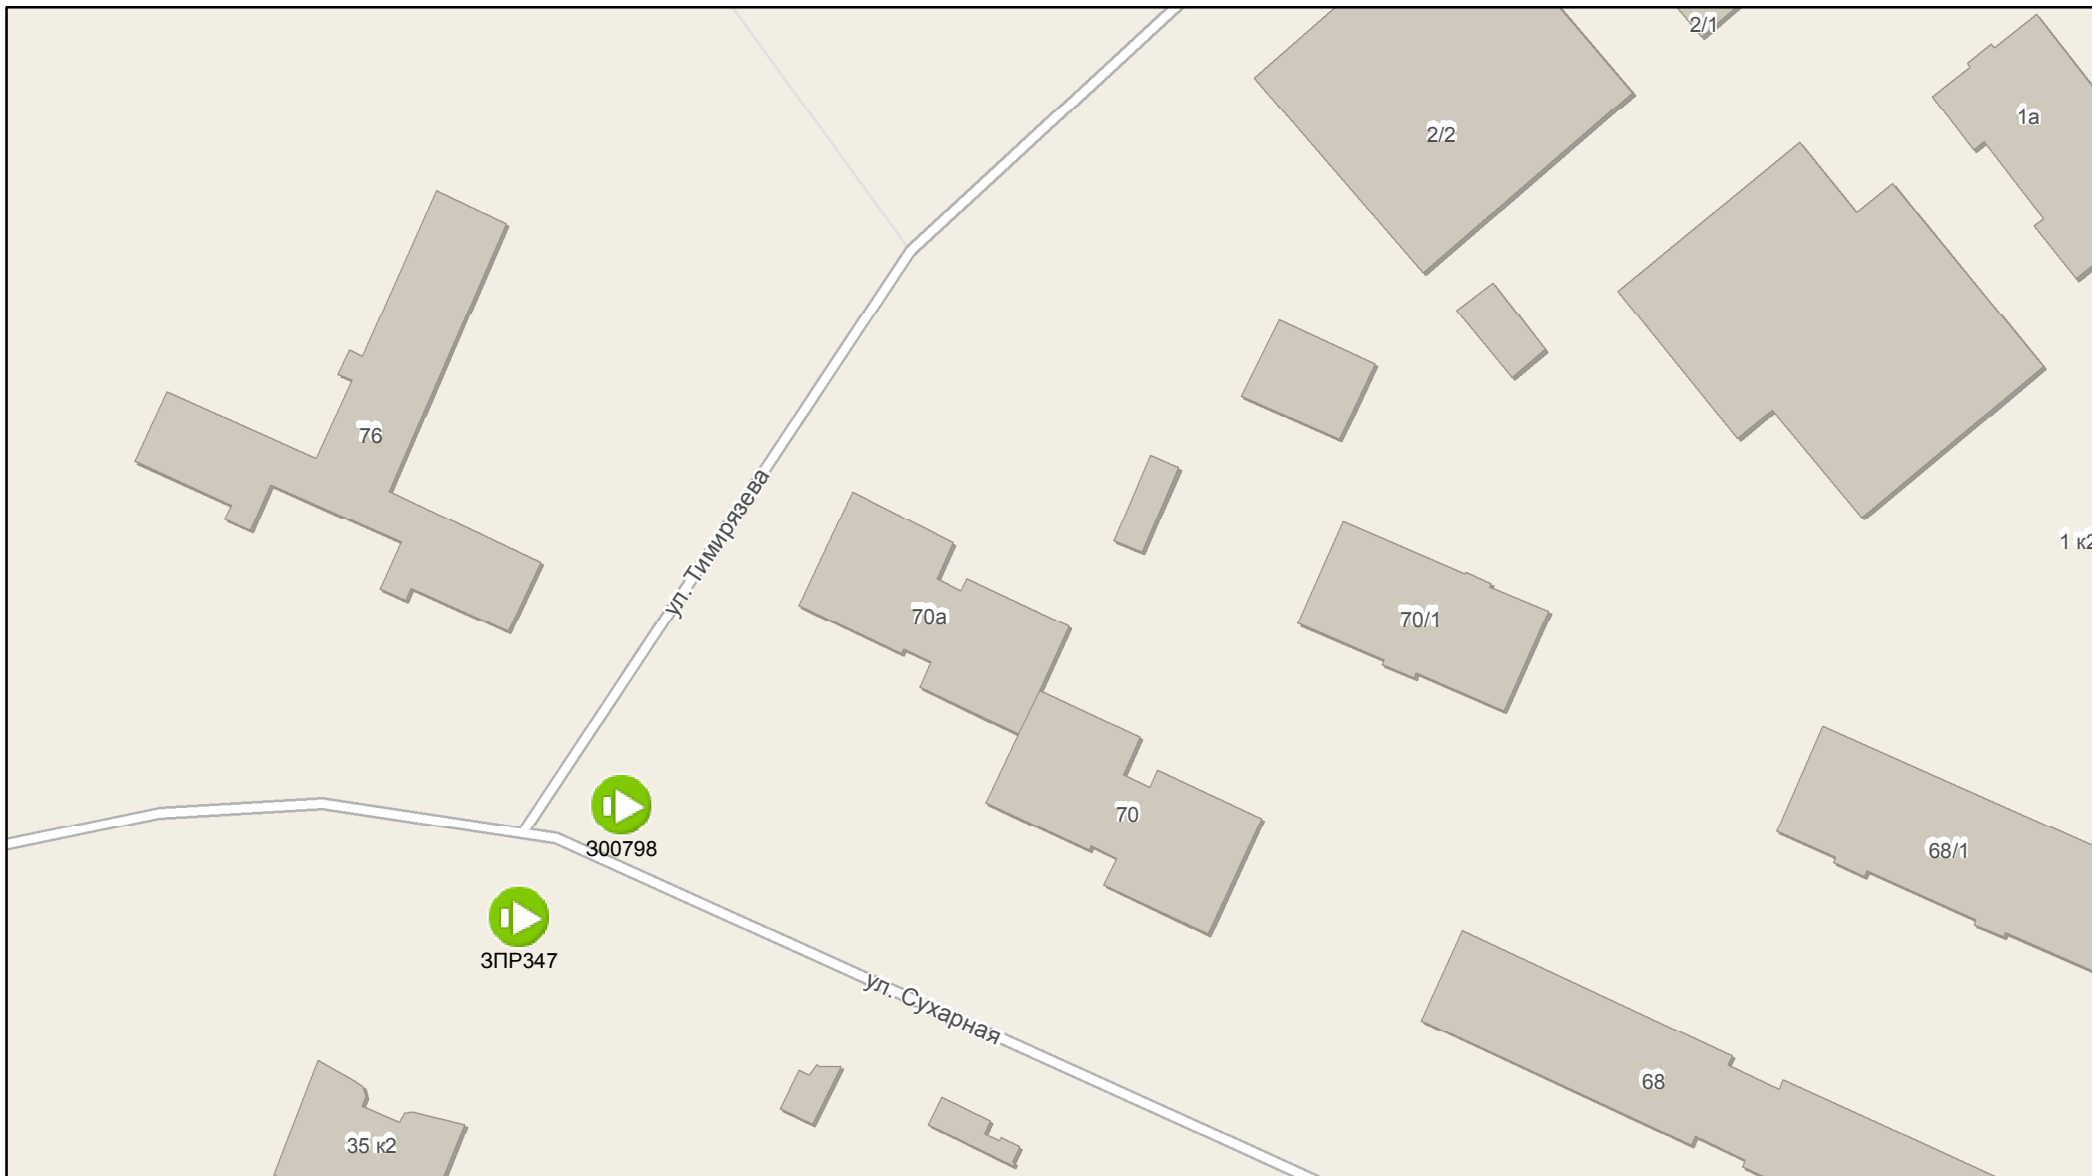 2/1
1а
2/2
76
1 к2
ул. Тимирязева
70а
70/1
70
300798
68/1
ЗПР347
ул. Сухарная
68
35 к2